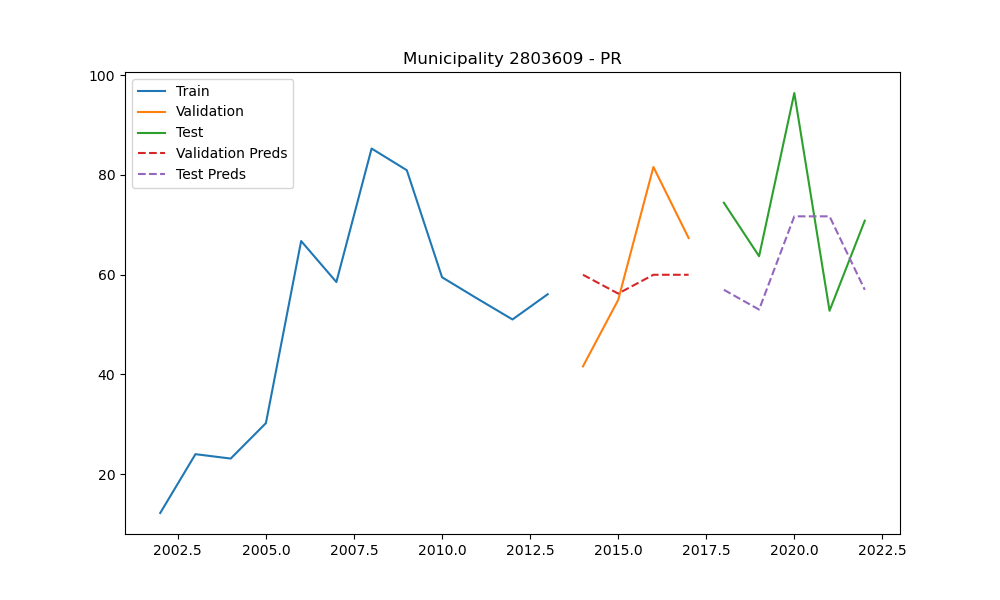 Municipality 2803609 - PR
100
80
60
40
20
Train
Validation
Test
Validation Preds
Test Preds
2002.5 2005.0 2007.5 2010.0 2012.5 2015.0 2017.5 2020.0 2022.5